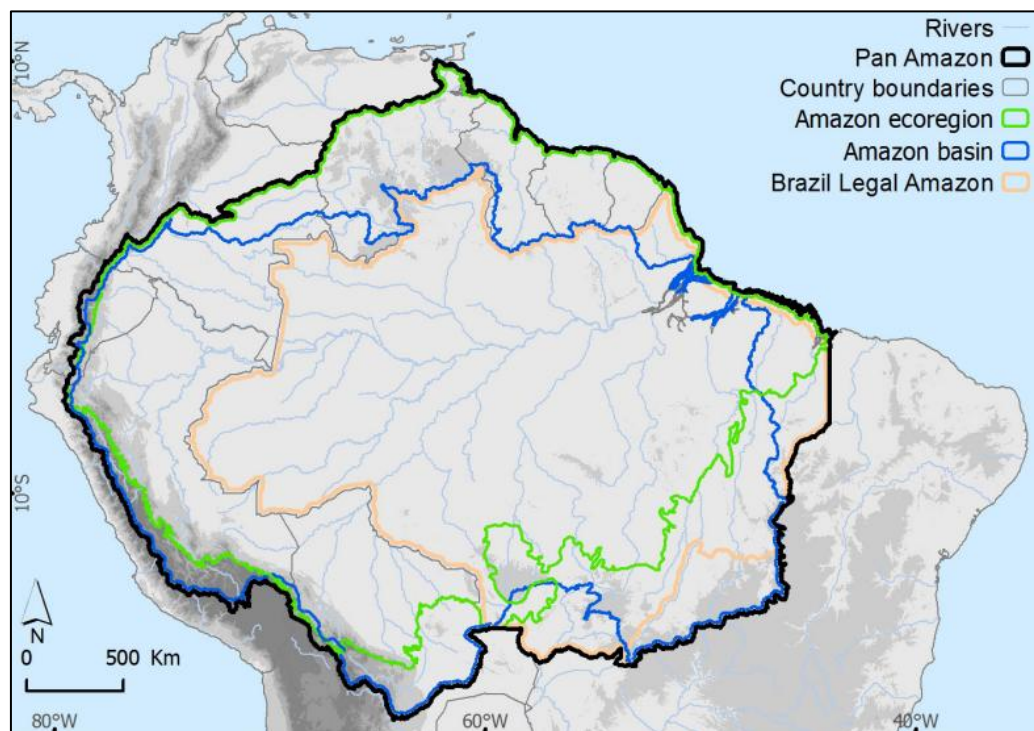 Rivers
Pan Amazon
Country boundaries
Amazon ecoregion
Amazon basin
Brazil Legal Amazon
10°N
10°S
N
0 500 Km
80°W 60°W 40°W